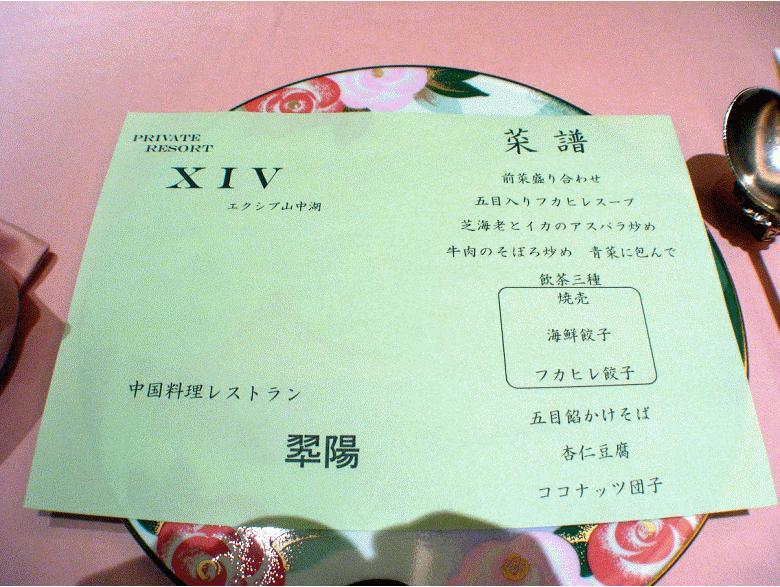 PRIVATE
RESORT
XIV
エクシブ山中湖
中国料理レストラン
翆陽
菜譜
前菜盛り合わせ
五目入りフカヒレスープ
芝海老とイカのアスパラ炒め
牛肉のそぼろ炒め 青菜に包んで
飲茶三種
焼売
海鮮餃子
フカヒレ餃子
五目餡かけそば
杏仁豆腐
ココナッツ団子